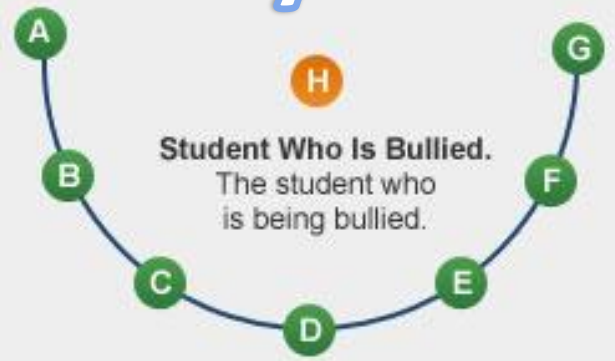 A
G
H
Student Who Is Bullied.
The student who
is being bullied.
B
F
C
E
D